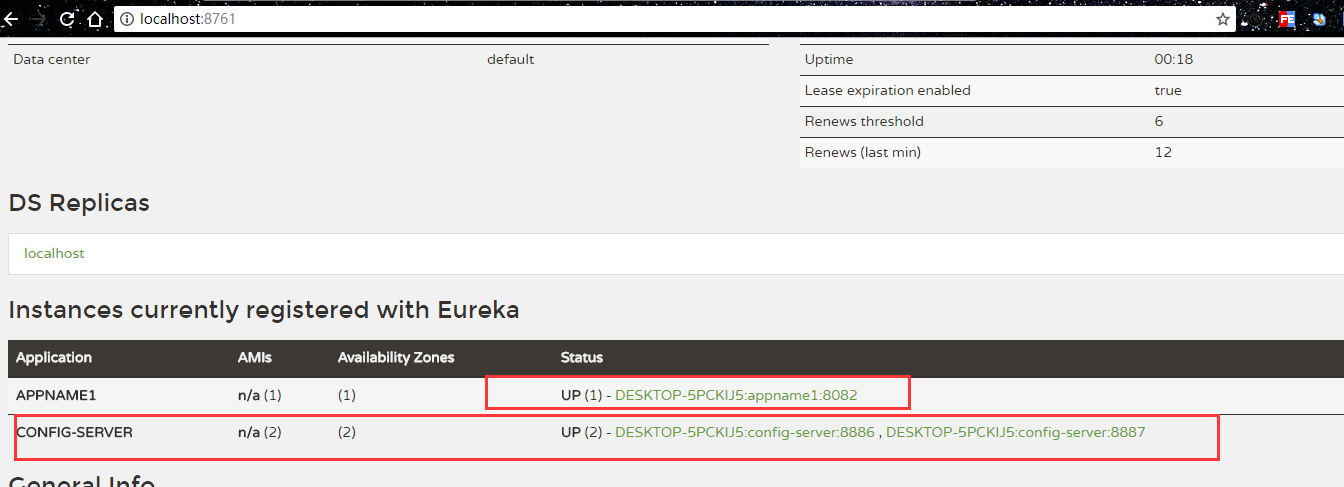 localhost:8761
FE
Data center default
Uptime 00:18
Lease expiration enabled true
Renews threshold 6
Renews (last min) 12
DS Replicas
localhost
Instances currently registered with Eureka
Application AMIs Availability Zones Status
APPNAME1 n/a (1) (1) UP (1) - DESKTOP-5PCKIJ5:appname1:8082
CONFIG-SERVER n/a (2) (2) UP (2) - DESKTOP-5PCKIJ5:config-server:8886 , DESKTOP-5PCKIJ5:config-server:8887
General Info